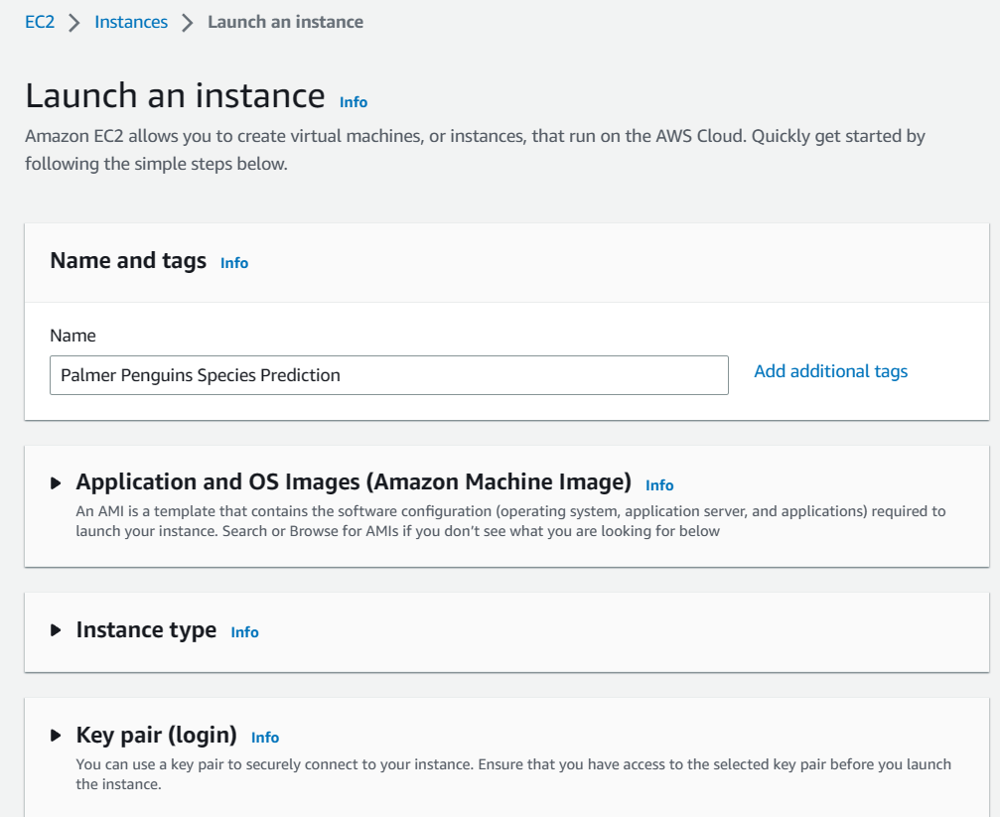 EC2 > Instances > Launch an instance
Launch an instance Info
Amazon EC2 allows you to create virtual machines, or instances, that run on the AWS Cloud. Quickly get started by
following the simple steps below.
Name and tags Info
Name
Palmer Penguins Species Prediction
Add additional tags
Application and OS Images (Amazon Machine Image) Info
An AMI is a template that contains the software configuration (operating system, application server, and applications) required to
launch your instance. Search or Browse for AMIs if you don't see what you are looking for below
Instance type Info
Key pair (login) Info
You can use a key pair to securely connect to your instance. Ensure that you have access to the selected key pair before you launch
the instance.